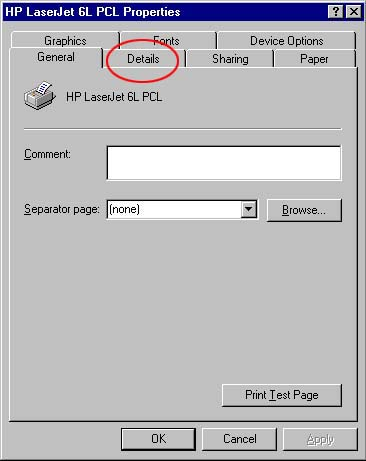 HP LaserJet 6L PCL Properties
Graphics Fonts Device Options
General Details Sharing Paper
HP LaserJet 6L PCL
Comment:
Separator page: (none) Browse...
Print Test Page
OK Cancel Apply